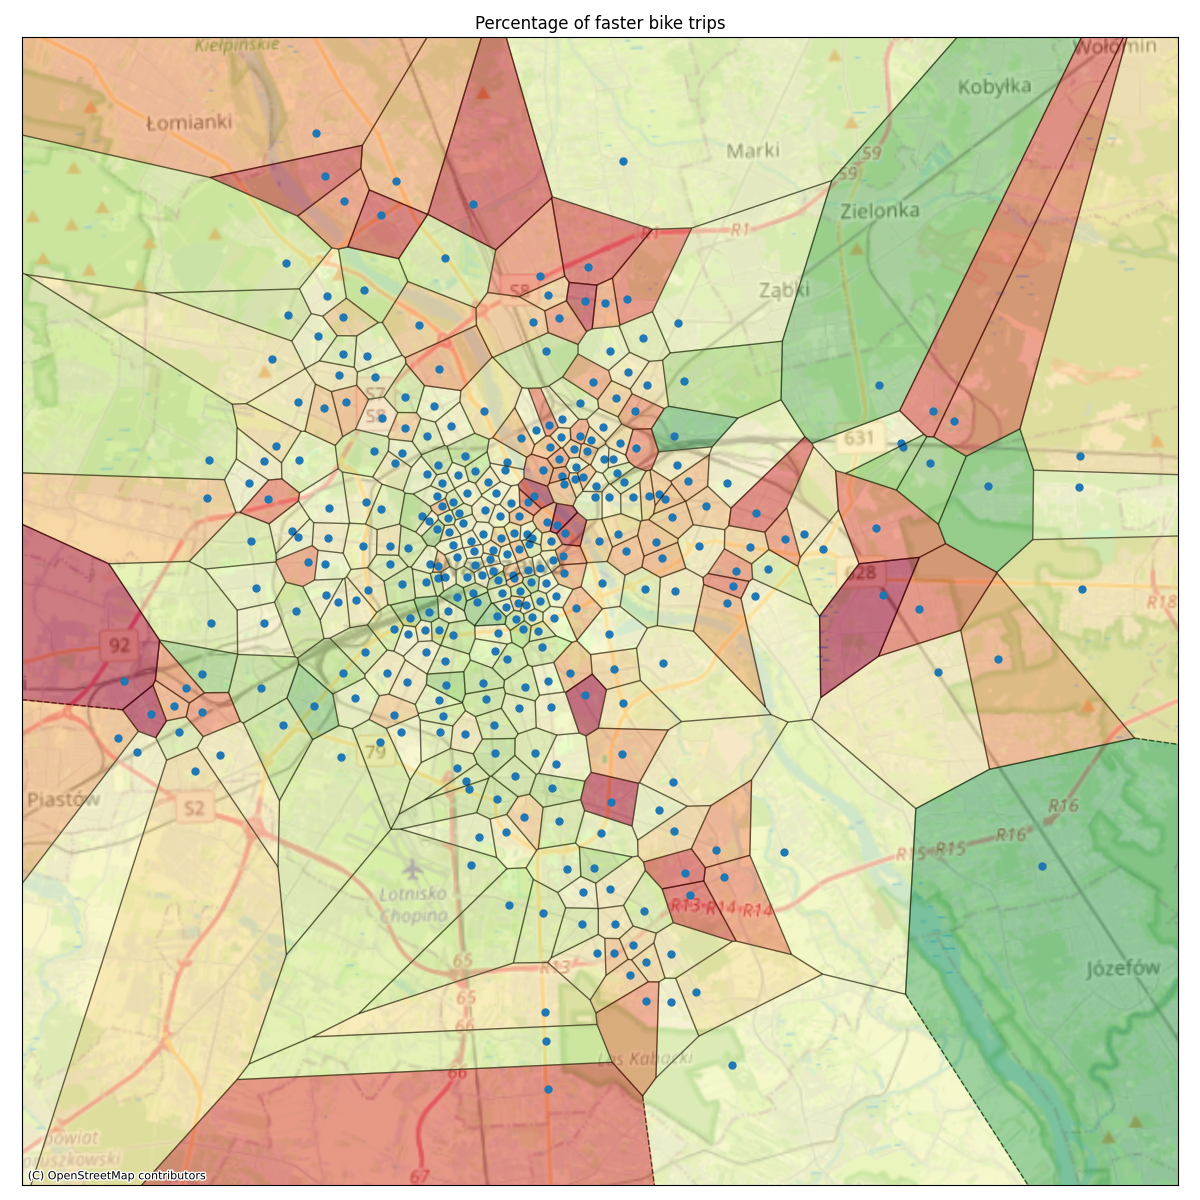 Percentage of faster bike trips
Kiełpińskie
Wołomin
Kobyłka
Łomianki
Marki
S9
S9
Zielonka
R1
R1
S8
Ząbki
S7
S8
631
628
R18
92
79
Piastów
S2
R16
R16
R15
R15
Lotnisko
Chopina
R13
R14
R14
65
R13
Józefów
65
66
Las Kabacki
66
powiat
pruszkowski
67
(C) OpenStreetMap contributors